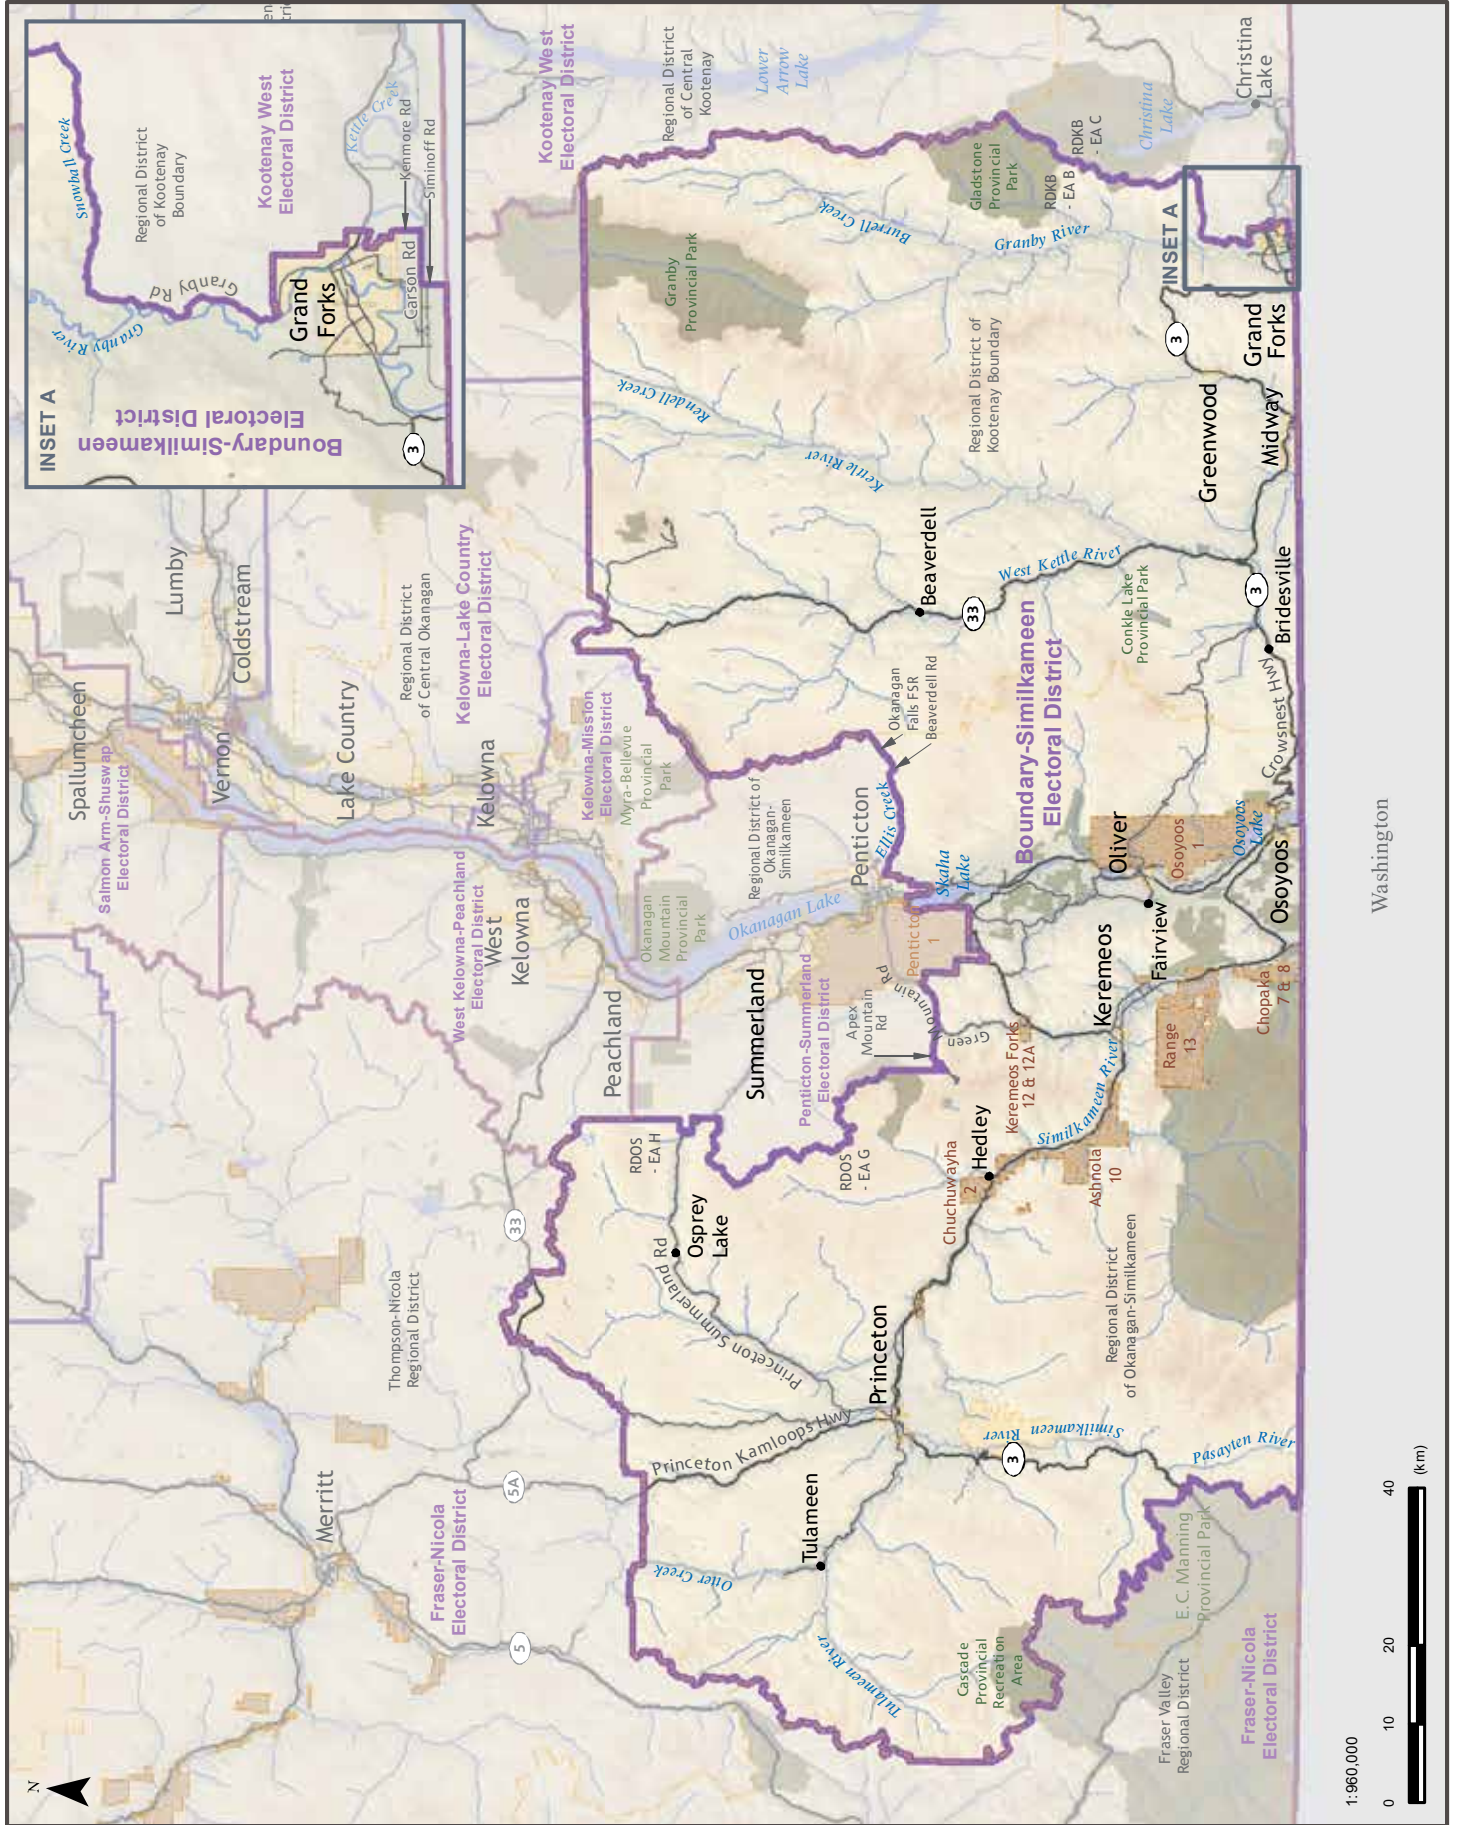 N
INSET A
Boundary-Similkameen
Electoral District
Snowball Creek
Regional District
of Kootenay
Boundary
Kootenay West
Electoral District
Granby River
Granby Rd
Grand
Forks
Kettle Creek
Kenmore Rd
Siminoff Rd
Carson Rd
3
Spallumcheen
Salmon Arm-Shuswap
Electoral District
Lumby
Coldstream
Vernon
Lake Country
Regional District
of Central Okanagan
Kelowna-Lake Country
Electoral District
Kelowna
West Kelowna-Peachland
Electoral District
West
Kelowna
Kelowna-Mission
Electoral District
Myra-Bellevue
Provincial
Park
Okanagan
Mountain
Provincial
Park
Peachland
Okanagan Lake
Regional District of
Okanagan-
Similkameen
Summerland
Penticton-Summerland
Electoral District
Penticton
Ellis Creek
Penticton
1
Skaha
Lake
Apex
Mountain
Rd
Green Mountain Rd
Okanagan
Falls FSR
Beaverdell Rd
Kootenay West
Electoral District
Regional District
of Central
Kootenay
Lower
Arrow
Lake
Christina
Lake
Christina
Lake
Gladstone
Provincial
Park
RDKB
- EA C
RDKB
- EA B
Burrell Creek
Granby River
Granby
Provincial Park
INSET A
3
Grand
Forks
Regional District of
Kootenay Boundary
Rendell Creek
Kettle River
Greenwood
Midway
Beaverdell
33
West Kettle River
Conkle Lake
Provincial Park
3
Bridesville
Crowsnest Hwy
Boundary-Similkameen
Electoral District
Oliver
Osoyoos
1
Osoyoos
Lake
Osoyoos
Fairview
Keremeos
Keremeos Forks
12 & 12A
Range
13
Chopaka
7 & 8
Similkameen River
Ashnola
10
Hedley
Chuchuwayha
2
RDOS
- EA H
RDOS
- EA G
Osprey
Lake
Princeton Summerland Rd
33
Thompson-Nicola
Regional District
Merritt
Fraser-Nicola
Electoral District
5A
5
Princeton Kamloops Hwy
Princeton
Regional District
of Okanagan-Similkameen
Similkameen
River
3
Pasayten River
Tulameen
Otter Creek
Tulameen River
Cascade
Provincial
Recreation
Area
E.C. Manning
Provincial Park
Fraser Valley
Regional District
Fraser-Nicola
Electoral District
Washington
1:960,000
0
10
20
40
(km)